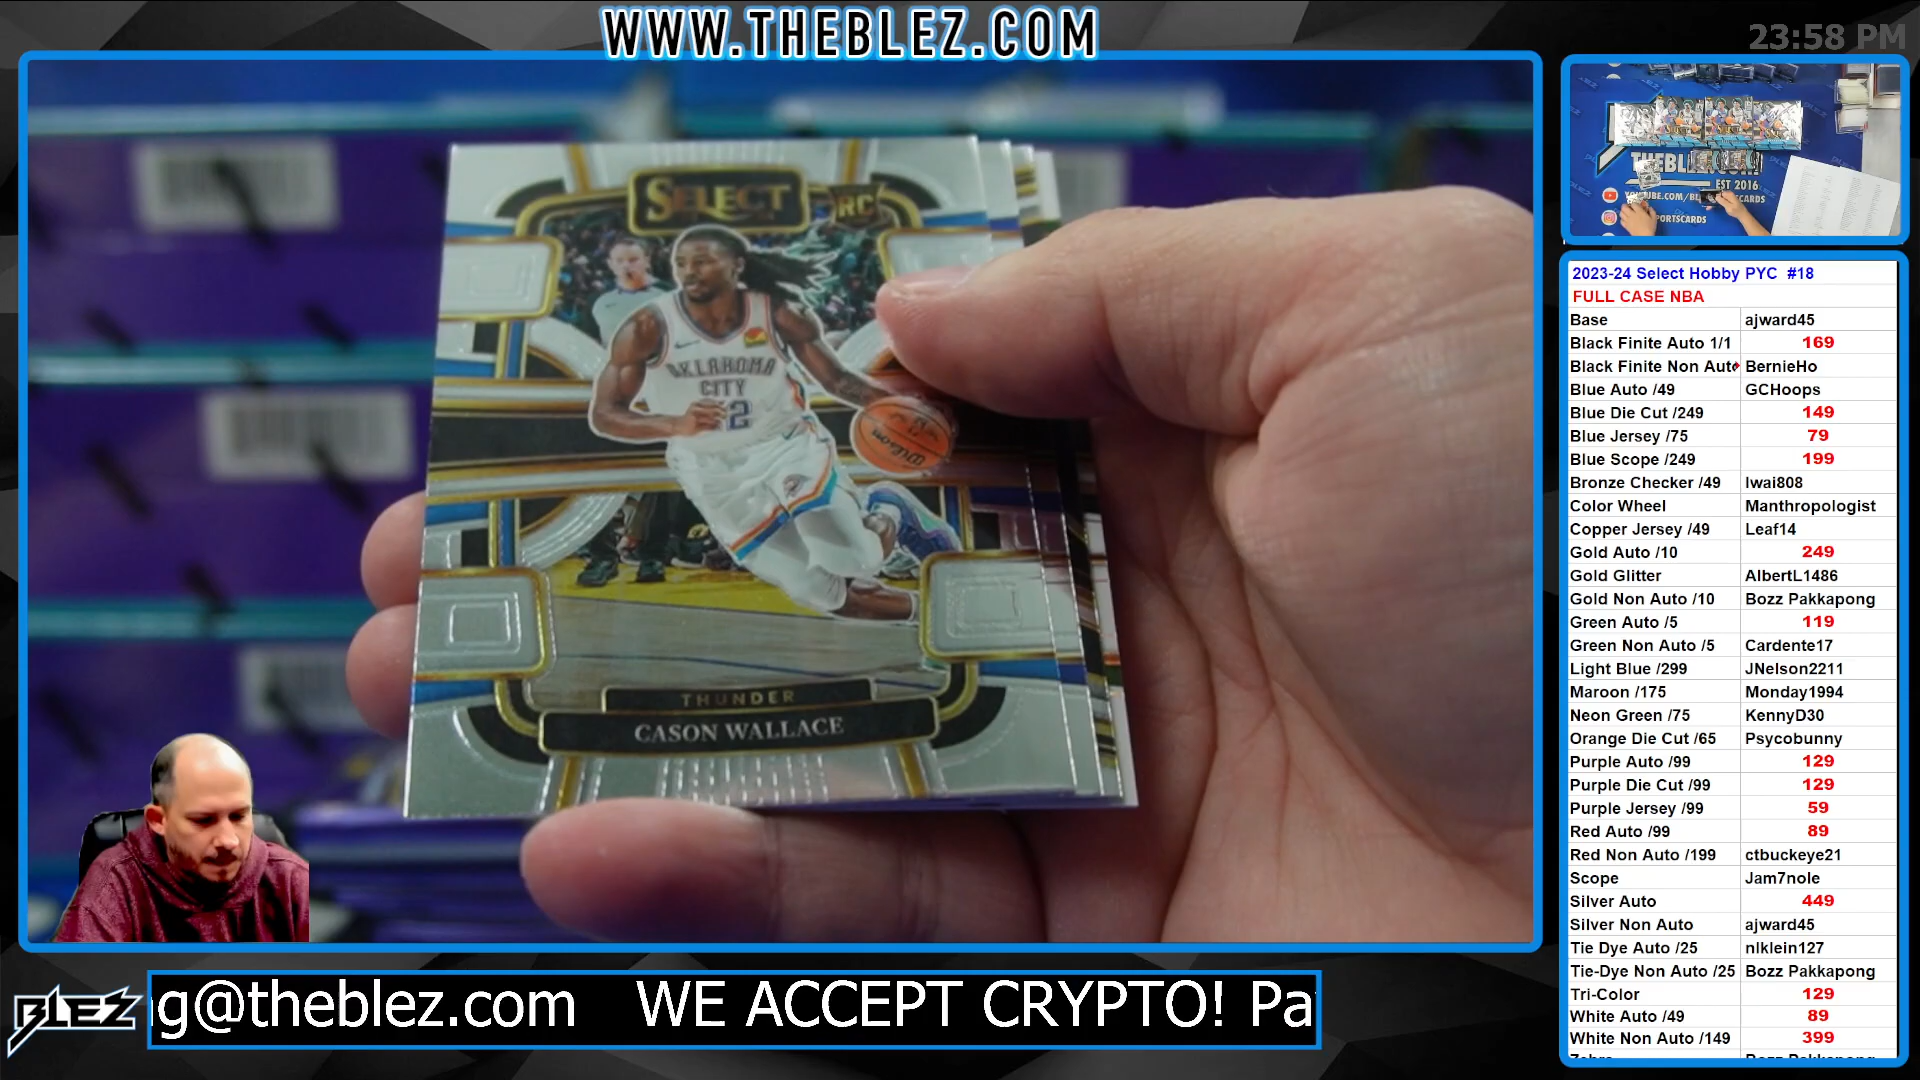 WWW.THEBLEZ.COM
23:58 PM
SELECT
RC
OKLAHOMA
CITY
Wilson
THUNDER
CASON WALLACE
EST 2016
2023-24 Select Hobby PYC #18
FULL CASE NBA
Base ajward45
Black Finite Auto 1/1 169
Black Finite Non Auto BernieHo
Blue Auto /49 GCHoops
Blue Die Cut /249 149
Blue Jersey /75 79
Blue Scope /249 199
Bronze Checker /49 Iwai808
Color Wheel Manthropologist
Copper Jersey /49 Leaf14
Gold Auto /10 249
Gold Glitter AlbertL1486
Gold Non Auto /10 Bozz Pakkapong
Green Auto /5 119
Green Non Auto /5 Cardente17
Light Blue /299 JNelson2211
Maroon /175 Monday1994
Neon Green /75 KennyD30
Orange Die Cut /65 Psycobunny
Purple Auto /99 129
Purple Die Cut /99 129
Purple Jersey /99 59
Red Auto /99 89
Red Non Auto /199 ctbuckeye21
Scope Jam7nole
Silver Auto 449
Silver Non Auto ajward45
Tie Dye Auto /25 nlklein127
Tie-Dye Non Auto /25 Bozz Pakkapong
Tri-Color 129
White Auto /49 89
White Non Auto /149 399
BLEZ
g@theblez.com WE ACCEPT CRYPTO! Pa